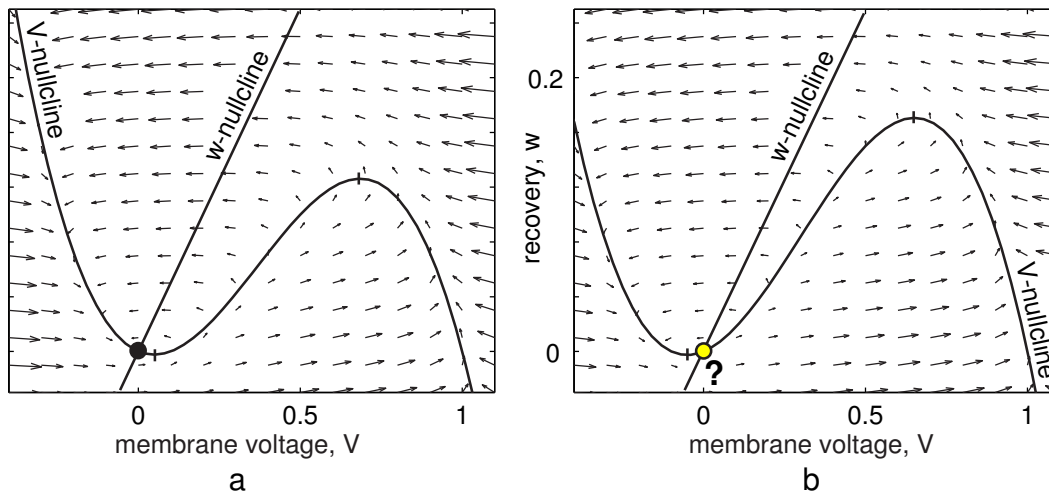 V-nullcline
w-nullcline
0
0.5
1
membrane voltage, V
a
recovery, w
0.2
0
w-nullcline
V-nullcline
?
0
0.5
1
membrane voltage, V
b